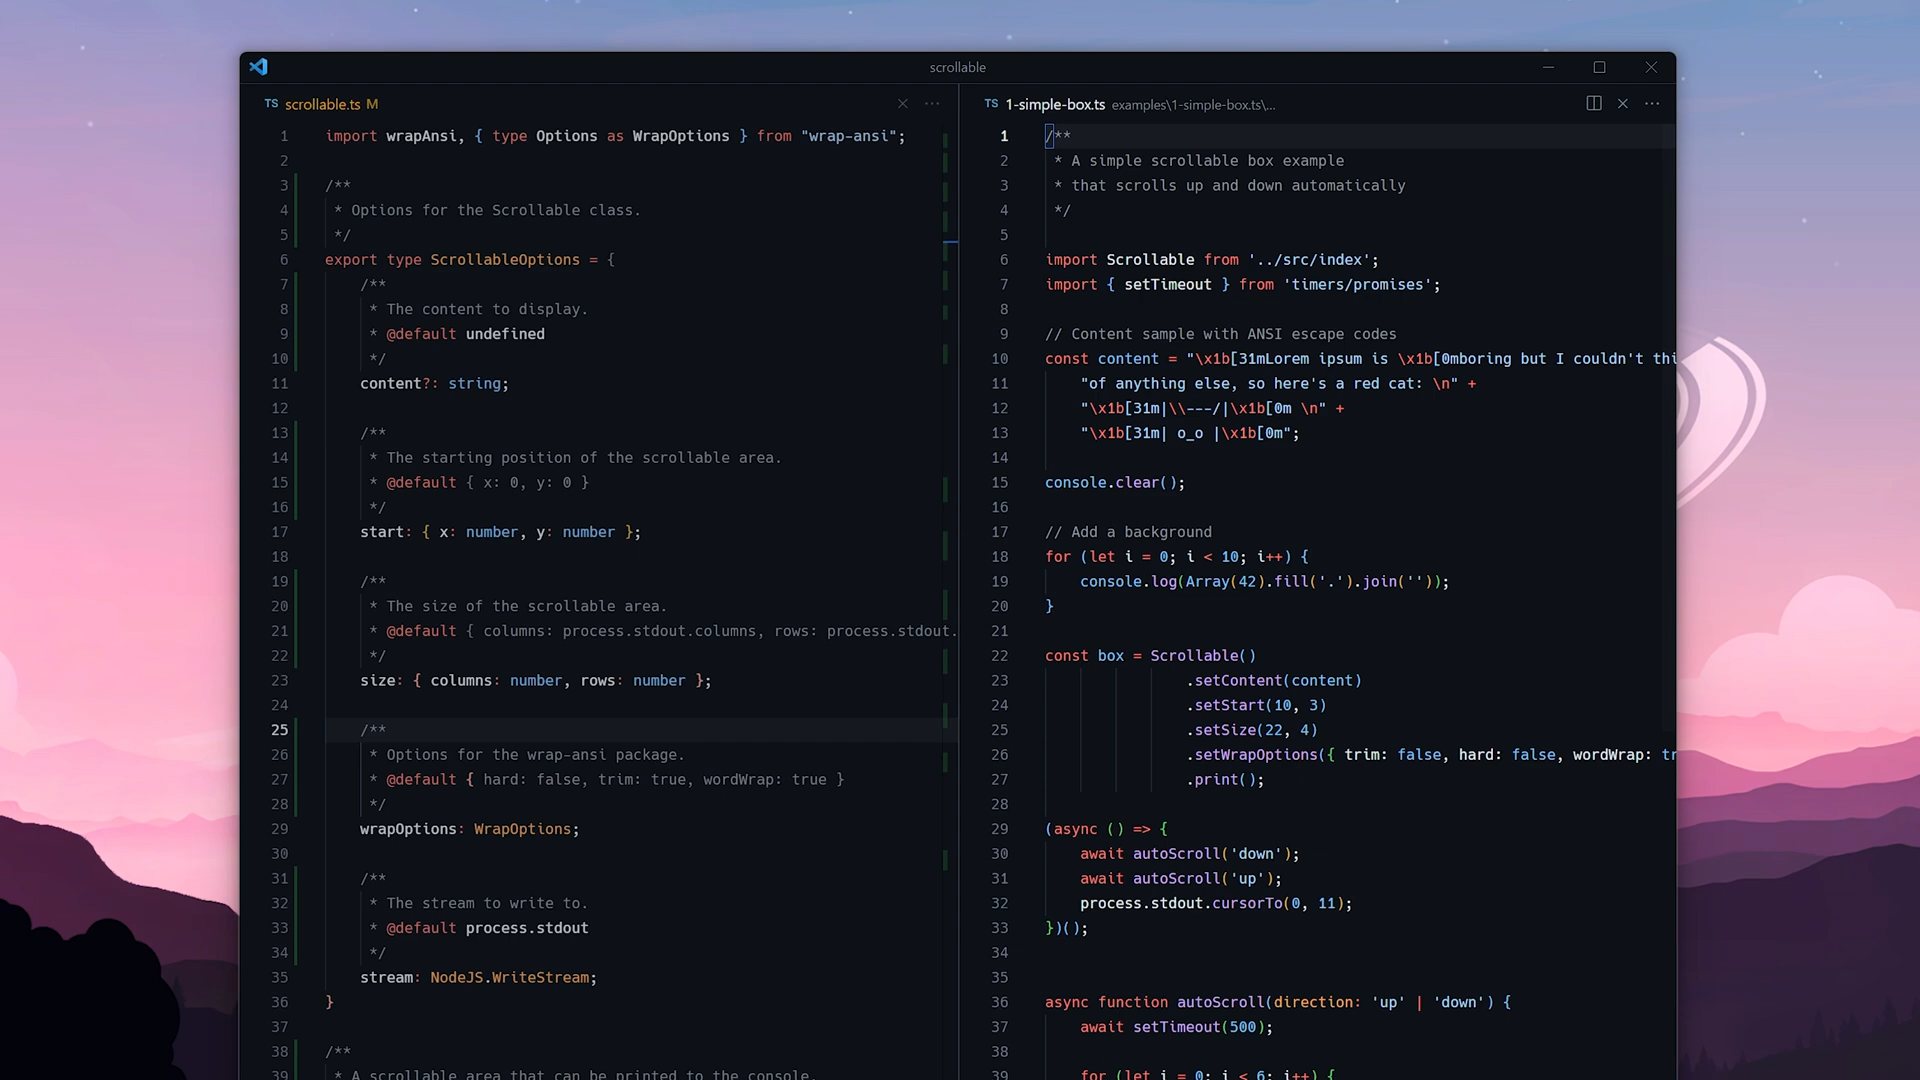 scrollable
TS scrollable.ts M
1 import wrapAnsi, { type Options as WrapOptions } from "wrap-ansi";
2
3 /**
4  * Options for the Scrollable class.
5  */
6 export type ScrollableOptions = {
7     /**
8      * The content to display.
9      * @default undefined
10      */
11     content?: string;
12
13     /**
14      * The starting position of the scrollable area.
15      * @default { x: 0, y: 0 }
16      */
17     start: { x: number, y: number };
18
19     /**
20      * The size of the scrollable area.
21      * @default { columns: process.stdout.columns, rows: process.stdout.
22      */
23     size: { columns: number, rows: number };
24
25     /**
26      * Options for the wrap-ansi package.
27      * @default { hard: false, trim: true, wordWrap: true }
28      */
29     wrapOptions: WrapOptions;
30
31     /**
32      * The stream to write to.
33      * @default process.stdout
34      */
35     stream: NodeJS.WriteStream;
36 }
37
38 /**
39  * A scrollable area that can be printed to the console.
TS 1-simple-box.ts examples\1-simple-box.ts\...
1 /**
2  * A simple scrollable box example
3  * that scrolls up and down automatically
4  */
5
6 import Scrollable from '../src/index';
7 import { setTimeout } from 'timers/promises';
8
9 // Content sample with ANSI escape codes
10 const content = "\x1b[31mLorem ipsum is \x1b[0mboring but I couldn't thi
11     "of anything else, so here's a red cat: \n" +
12     "\x1b[31m|\\---/|\x1b[0m \n" +
13     "\x1b[31m| o_o |\x1b[0m";
14
15 console.clear();
16
17 // Add a background
18 for (let i = 0; i < 10; i++) {
19     console.log(Array(42).fill('.').join(''));
20 }
21
22 const box = Scrollable()
23                 .setContent(content)
24                 .setStart(10, 3)
25                 .setSize(22, 4)
26                 .setWrapOptions({ trim: false, hard: false, wordWrap: tr
27                 .print();
28
29 (async () => {
30     await autoScroll('down');
31     await autoScroll('up');
32     process.stdout.cursorTo(0, 11);
33 })();
34
35
36 async function autoScroll(direction: 'up' | 'down') {
37     await setTimeout(500);
38
39     for (let i = 0; i < 6; i++) {